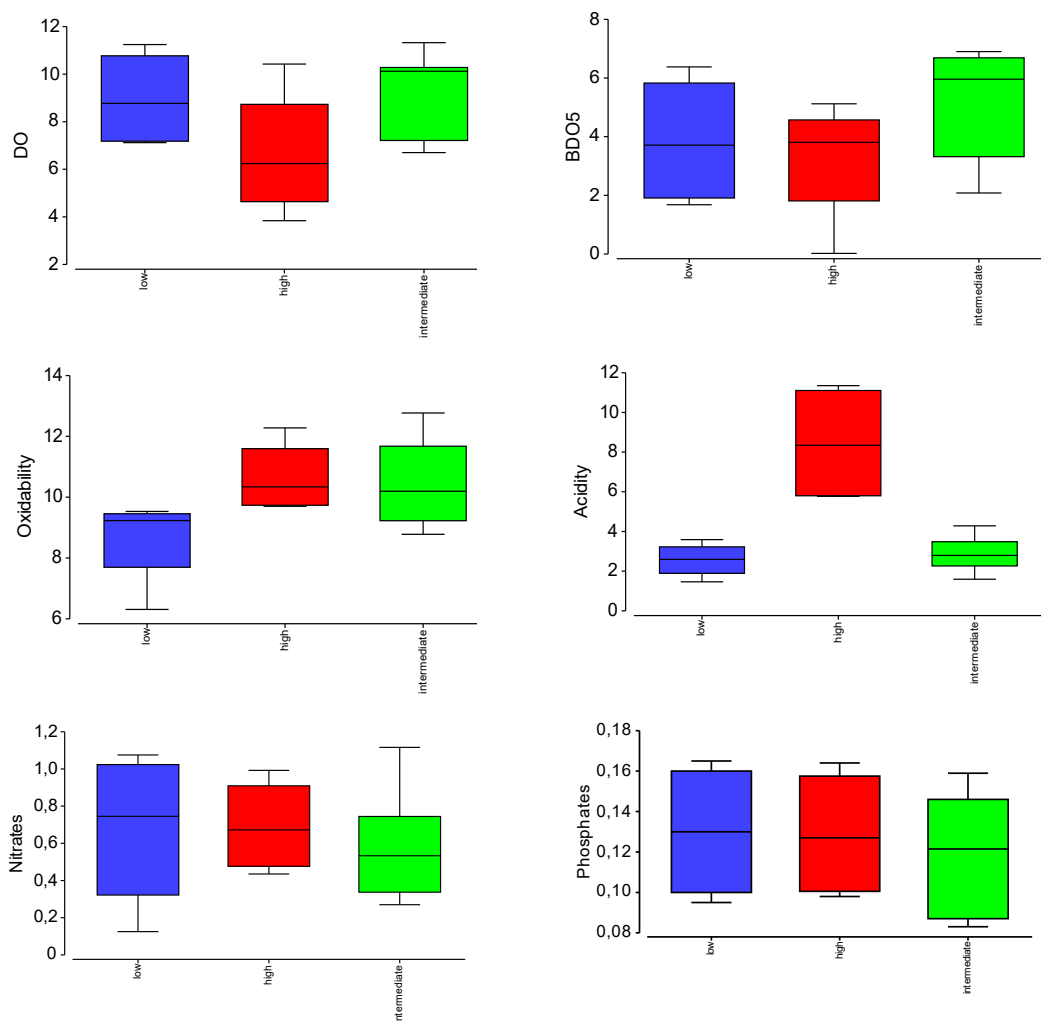 DO
12
10
8
6
4
2
low
high
intermediate
BDO5
8
6
4
2
0
low
high
intermediate
Oxidability
14
12
10
8
6
low
high
intermediate
Acidity
12
10
8
6
4
2
0
low
high
intermediate
Nitrates
1,2
1,0
0,8
0,6
0,4
0,2
0
low
high
ntermediate
Phosphates
0,18
0,16
0,14
0,12
0,10
0,08
low
high
intermediate